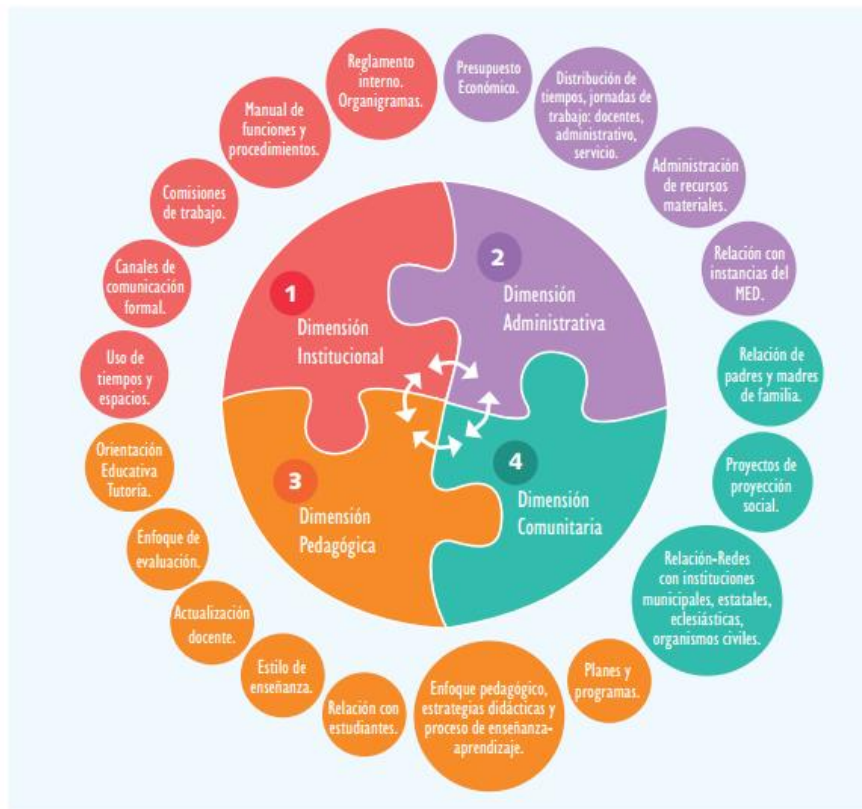 Reglamento
interno.
Organigramas.
Presupuesto
Económico.
Distribución de
tiempos, jornadas de
trabajo: docentes,
administrativo,
servicio.
Manual de
funciones y
procedimientos.
Administración
de recursos
materiales.
Comisiones
de trabajo.
Relación con
instancias del
MED.
Canales de
comunicación
formal.
Relación de
padres y madres
de familia.
Uso de
tiempos y
espacios.
Orientación
Educativa
Tutoría.
Proyectos de
proyección
social.
Enfoque de
evaluación.
Relación-Redes
con instituciones
municipales, estatales,
eclesiásticas,
organismos civiles.
Actualización
docente.
Estilo de
enseñanza.
Planes y
programas.
Relación con
estudiantes.
Enfoque pedagógico,
estrategias didácticas y
proceso de enseñanza-
aprendizaje.
1
Dimensión
Institucional
2
Dimensión
Administrativa
3
Dimensión
Pedagógica
4
Dimensión
Comunitaria